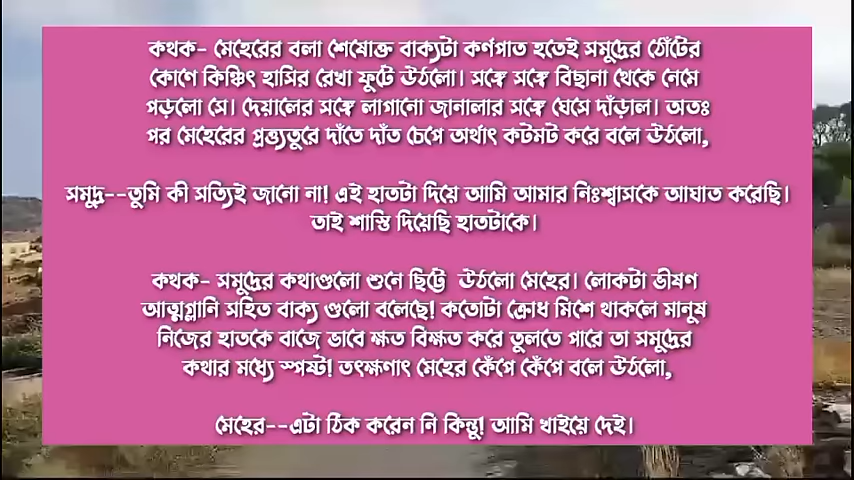 কথক- মেহেরের বলা শেষোক্ত বাক্যটা কর্ণপাত হতেই সমুদ্রের ঠোঁটের
কোণে কিঞ্চিৎ হাসির রেখা ফুটে উঠলো। সঙ্গে সঙ্গে বিছানা থেকে নেমে
পড়লো সে। দেয়ালের সঙ্গে লাগানো জানালার সঙ্গে ঘেসে দাঁড়াল। অতঃ
পর মেহেরের প্রত্ত্যতুরে দাঁতে দাঁত চেপে অর্থাৎ কটমট করে বলে উঠলো,
সমুদ্র--তুমি কী সত্যিই জানো না! এই হাতটা দিয়ে আমি আমার নিঃশ্বাসকে আঘাত করেছি।
তাই শাস্তি দিয়েছি হাতটাকে।
কথক- সমুদ্রের কথাগুলো শুনে ছিট্টে উঠলো মেহের। লোকটা ভীষণ
আত্মগ্লানি সহিত বাক্য গুলো বলেছে! কতোটা ক্রোধ মিশে থাকলে মানুষ
নিজের হাতকে বাজে ভাবে ক্ষত বিক্ষত করে তুলতে পারে তা সমুদ্রের
কথার মধ্যে স্পষ্ট! তৎক্ষণাৎ মেহের কেঁপে কেঁপে বলে উঠলো,
মেহের--এটা ঠিক করেন নি কিন্তু! আমি খাইয়ে দেই।